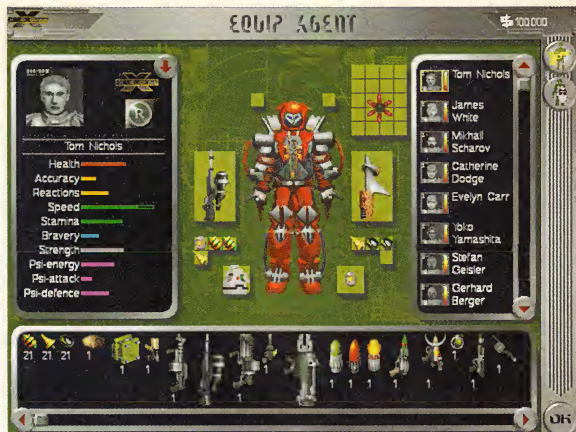 EQUIP AGENT
$100000
R
Tom Nichols
Health
Accuracy
Reactions
Speed
Stamina
Bravery
Strength
Psi-energy
Psi-attack
Psi-defence
Tom Nichols
James
White
Mikhail
Scharov
Catherine
Dodge
Evelyn Carr
Yoko
Yamashita
Stefan
Geisler
Gerhard
Berger
21 21 21 1 1 1 1 1 1 1 1 1 1 1 1 1 1 1
OK